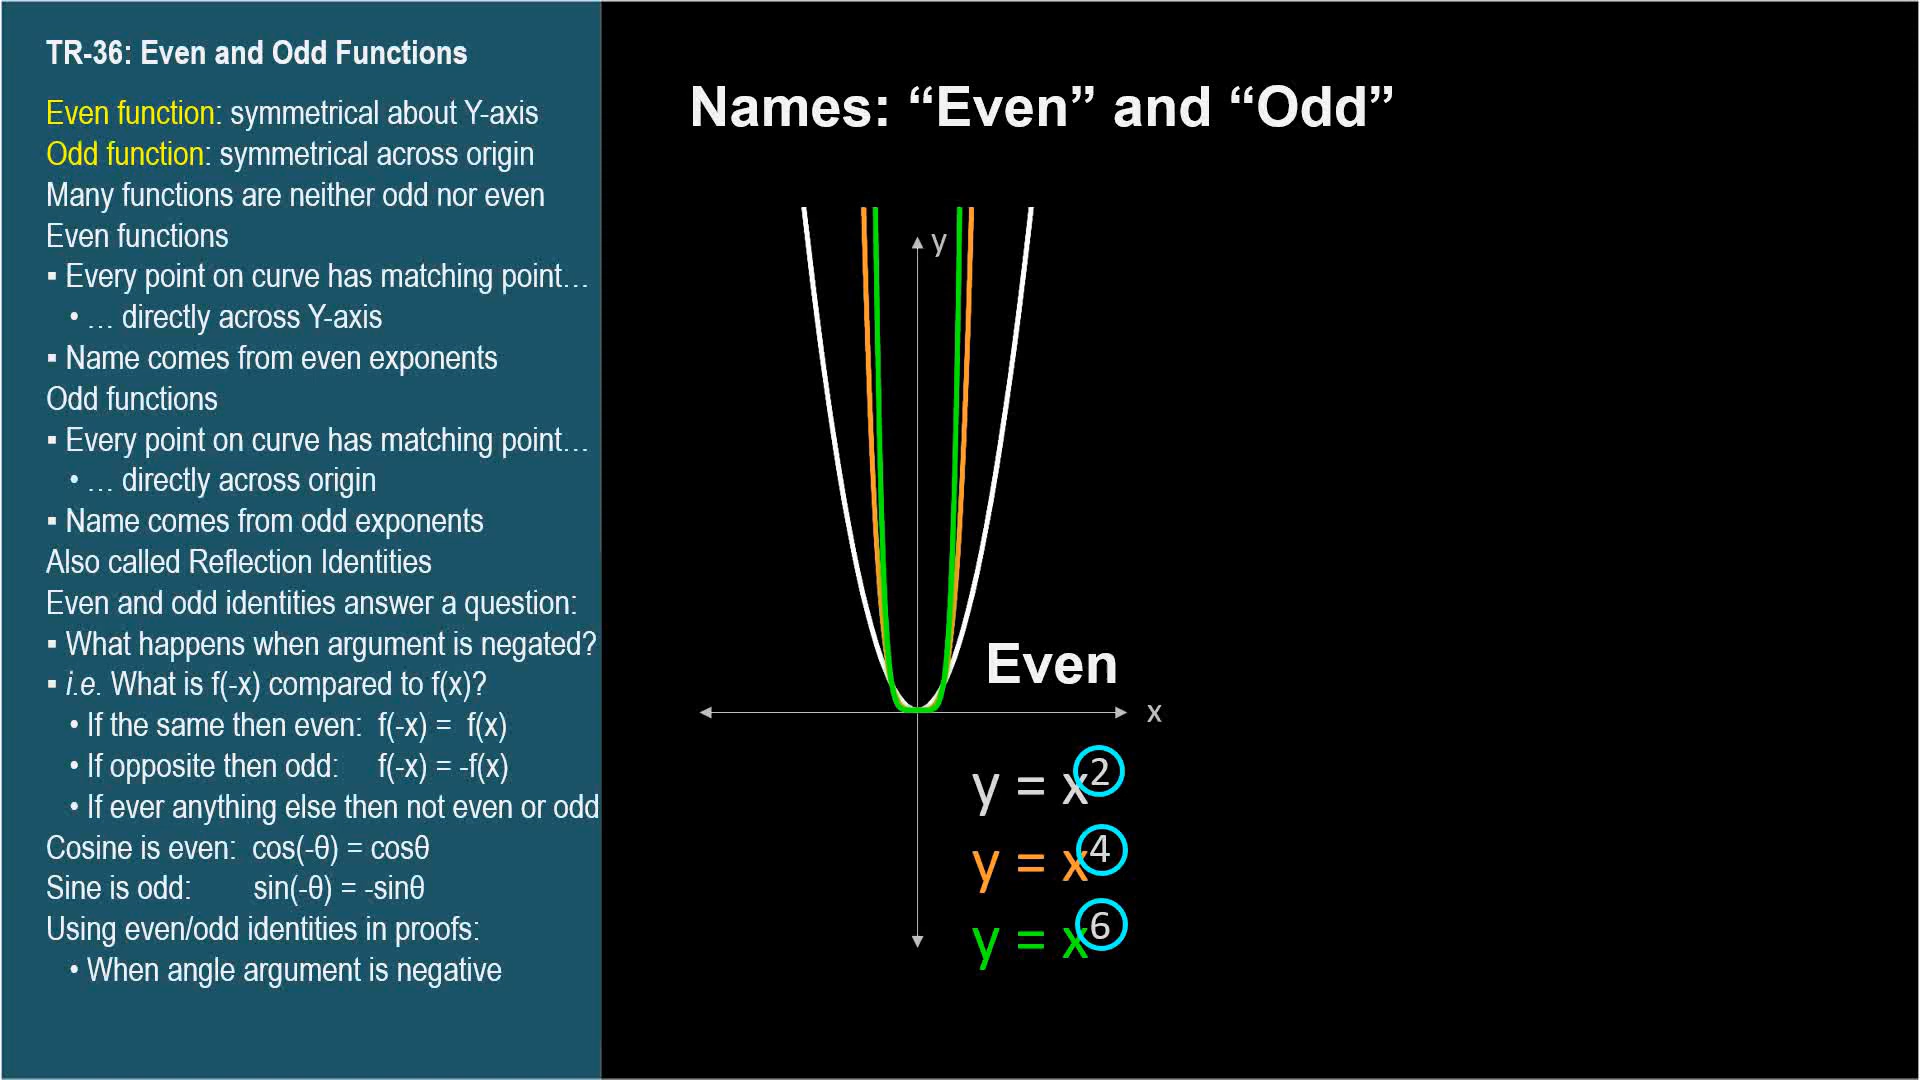 TR-36: Even and Odd Functions
Even function: symmetrical about Y-axis
Odd function: symmetrical across origin
Many functions are neither odd nor even
Even functions
▪ Every point on curve has matching point…
• … directly across Y-axis
▪ Name comes from even exponents
Odd functions
▪ Every point on curve has matching point…
• … directly across origin
▪ Name comes from odd exponents
Also called Reflection Identities
Even and odd identities answer a question:
▪ What happens when argument is negated?
▪ i.e. What is f(-x) compared to f(x)?
• If the same then even: f(-x) = f(x)
• If opposite then odd: f(-x) = -f(x)
• If ever anything else then not even or odd
Cosine is even: cos(-θ) = cosθ
Sine is odd: sin(-θ) = -sinθ
Using even/odd identities in proofs:
• When angle argument is negative
Names: “Even” and “Odd”
y
Even
x
y = x²
y = x⁴
y = x⁶